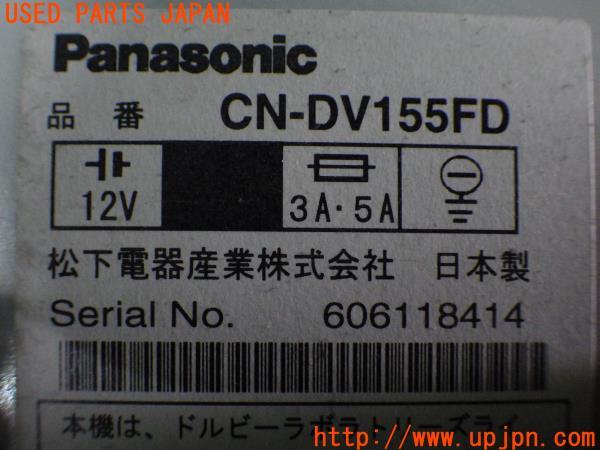 USED PARTS JAPAN
Panasonic
品番 CN-DV155FD
12V 3A・5A
松下電器産業株式会社 日本製
Serial No. 606118414
本機は、ドルビーラボラトリーズライ
http://www.upjpn.com